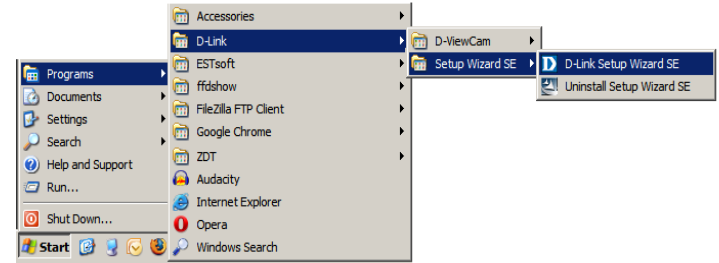 Programs
Documents
Settings
Search
Help and Support
Run...
Shut Down...
Start
Accessories
D-Link
ESTsoft
ffdshow
FileZilla FTP Client
Google Chrome
ZDT
Audacity
Internet Explorer
Opera
Windows Search
D-ViewCam
Setup Wizard SE
D-Link Setup Wizard SE
Uninstall Setup Wizard SE